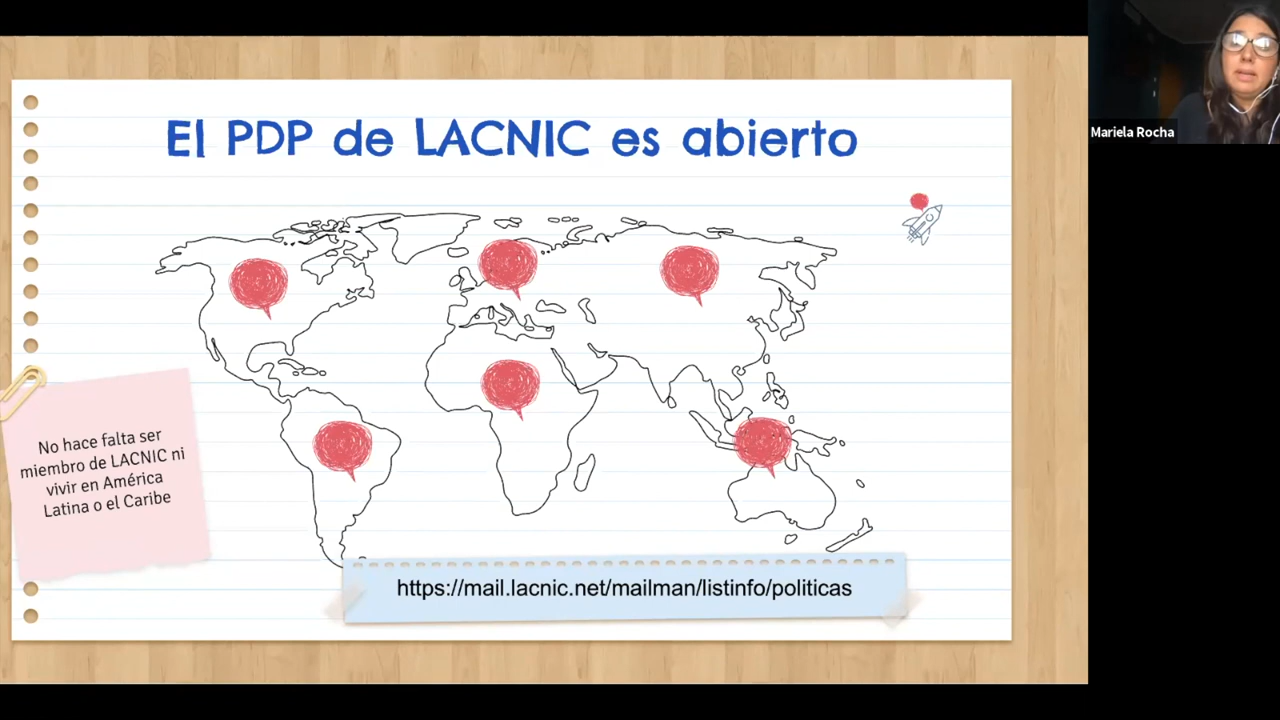 El PDP de LACNIC es abierto
Mariela Rocha
No hace falta ser
miembro de LACNIC ni
vivir en América
Latina o el Caribe
https://mail.lacnic.net/mailman/listinfo/politicas